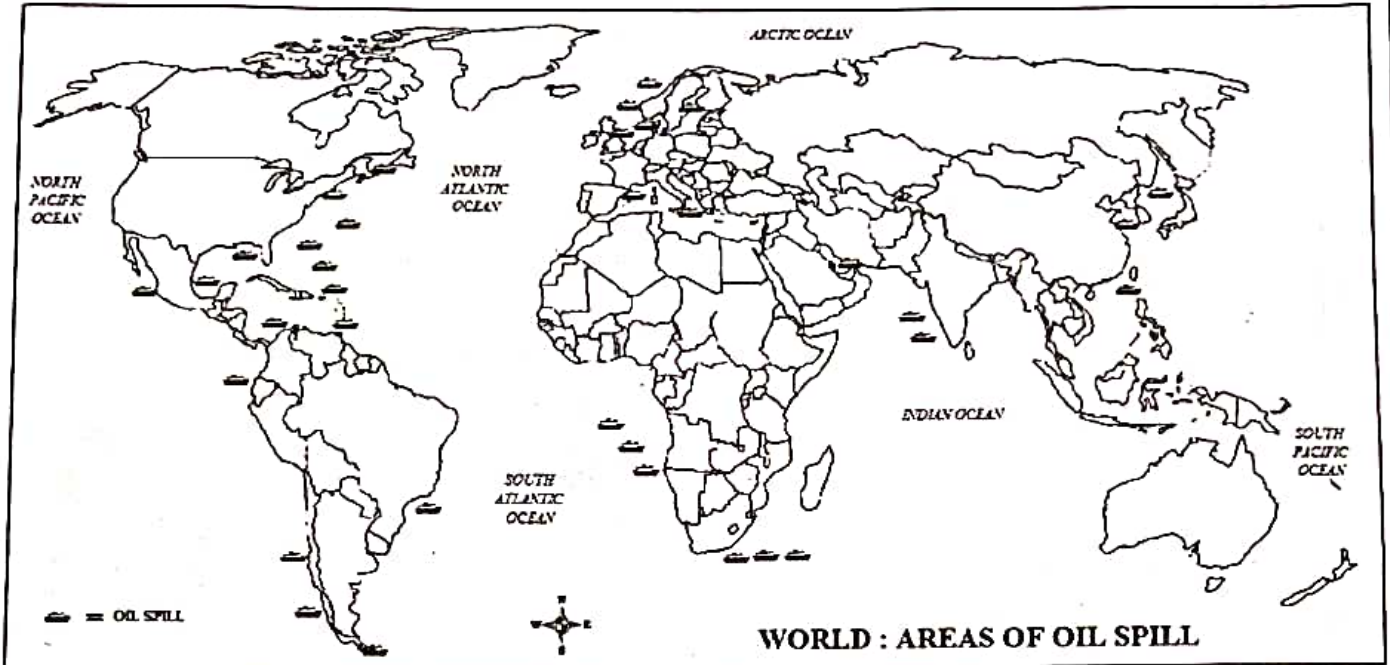 ARCTIC OCEAN
NORTH
PACIFIC
OCEAN
NORTH
ATLANTIC
OCEAN
INDIAN OCEAN
SOUTH
PACIFIC
OCEAN
SOUTH
ATLANTIC
OCEAN
= OIL SPILL
N
W E
S
WORLD : AREAS OF OIL SPILL